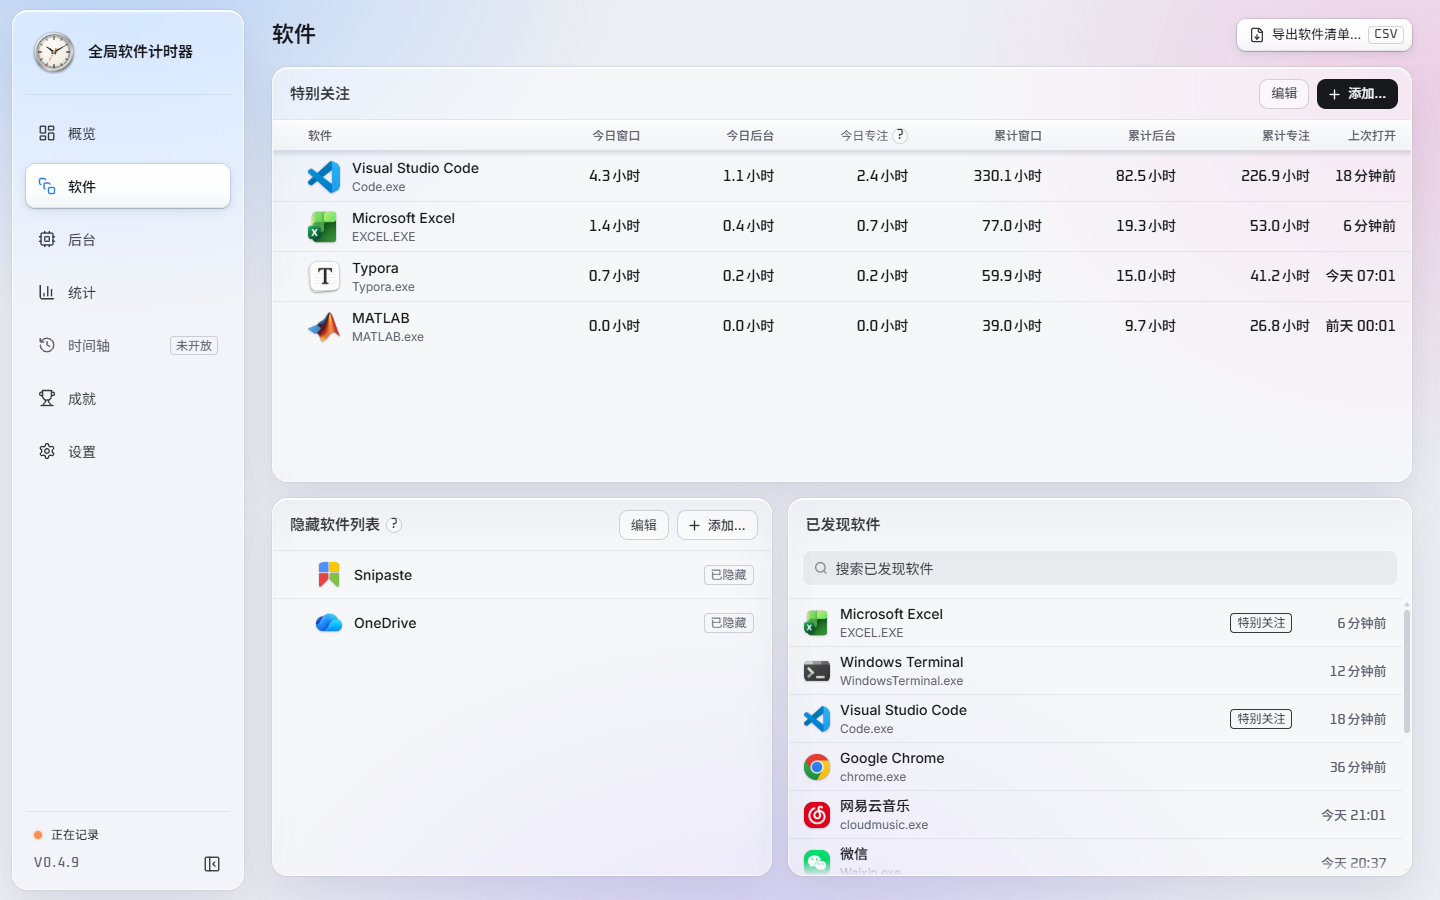 全局软件计时器
概览
软件
后台
统计
时间轴 未开放
成就
设置
正在记录
V0.4.9
软件
导出软件清单... CSV
特别关注
编辑
+ 添加...
软件 今日窗口 今日后台 今日专注 ? 累计窗口 累计后台 累计专注 上次打开
Visual Studio Code
Code.exe
4.3小时 1.1小时 2.4小时 330.1小时 82.5小时 226.9小时 18分钟前
Microsoft Excel
EXCEL.EXE
1.4小时 0.4小时 0.7小时 77.0小时 19.3小时 53.0小时 6分钟前
Typora
Typora.exe
0.7小时 0.2小时 0.2小时 59.9小时 15.0小时 41.2小时 今天 07:01
MATLAB
MATLAB.exe
0.0小时 0.0小时 0.0小时 39.0小时 9.7小时 26.8小时 前天 00:01
隐藏软件列表 ?
编辑
+ 添加...
Snipaste 已隐藏
OneDrive 已隐藏
已发现软件
搜索已发现软件
Microsoft Excel
EXCEL.EXE
特别关注 6分钟前
Windows Terminal
WindowsTerminal.exe
12分钟前
Visual Studio Code
Code.exe
特别关注 18分钟前
Google Chrome
chrome.exe
36分钟前
网易云音乐
cloudmusic.exe
今天 21:01
微信
Weixin.exe
今天 20:37